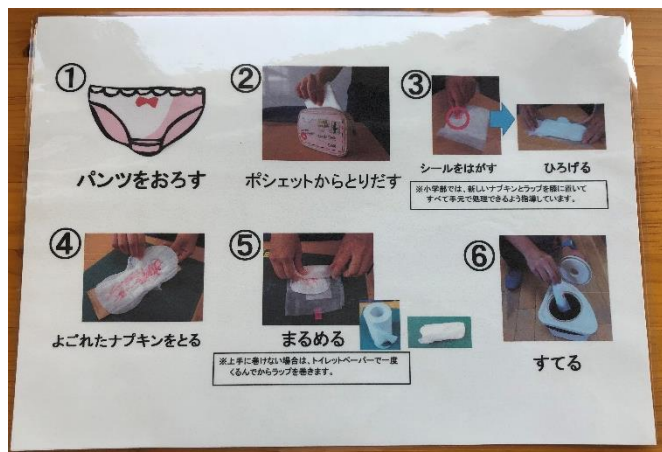 ①
パンツをおろす
②
ポシェットからとりだす
③
シールをはがす
ひろげる
※小学部では、新しいナプキンとラップを膝に置いて
すべて手元で処理できるよう指導しています。
④
よごれたナプキンをとる
⑤
まるめる
※上手に巻けない場合は、トイレットペーパーで一度
くるんでからラップを巻きます。
⑥
すてる